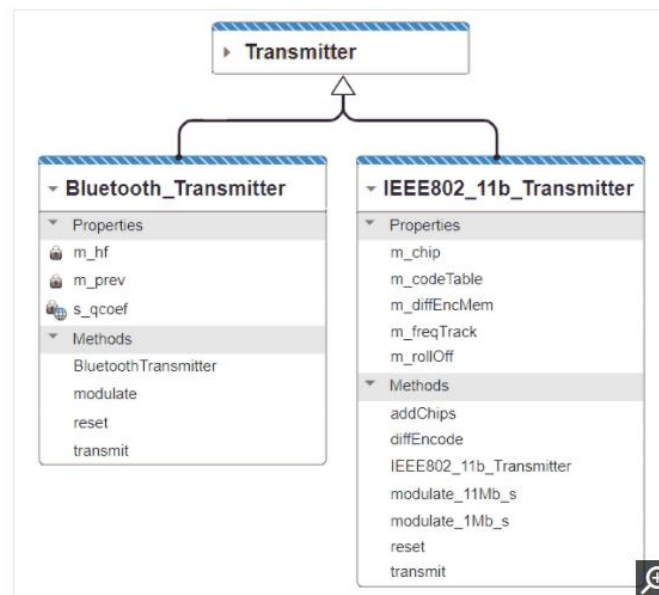 Transmitter
Bluetooth_Transmitter
Properties
m_hf
m_prev
s_qcoef
Methods
BluetoothTransmitter
modulate
reset
transmit
IEEE802_11b_Transmitter
Properties
m_chip
m_codeTable
m_diffEncMem
m_freqTrack
m_rollOff
Methods
addChips
diffEncode
IEEE802_11b_Transmitter
modulate_11Mb_s
modulate_1Mb_s
reset
transmit